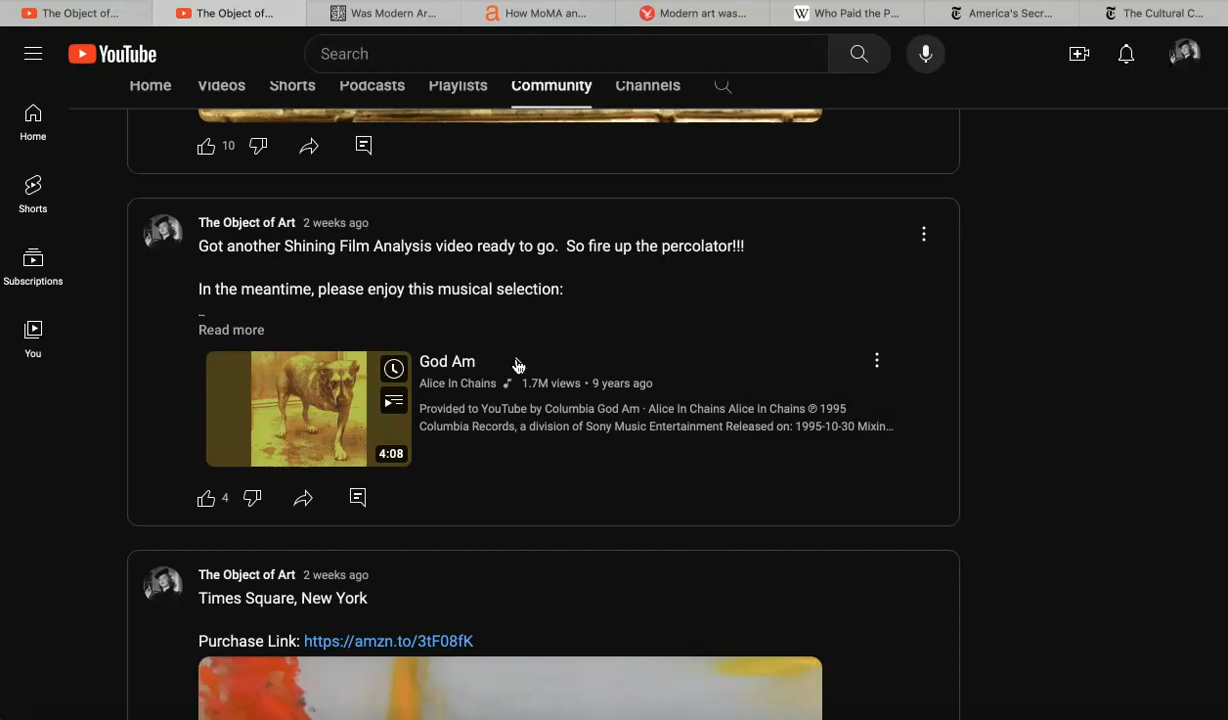 The Object of...
The Object of...
Was Modern Ar...
How MoMA an...
Modern art was...
Who Paid the P...
America's Secr...
The Cultural C...
YouTube
Search
Home Videos Shorts Podcasts Playlists Community Channels
Home
Shorts
Subscriptions
You
10
The Object of Art 2 weeks ago
Got another Shining Film Analysis video ready to go. So fire up the percolator!!!
In the meantime, please enjoy this musical selection:
...
Read more
God Am
Alice In Chains 1.7M views • 9 years ago
Provided to YouTube by Columbia God Am · Alice In Chains Alice In Chains ℗ 1995
Columbia Records, a division of Sony Music Entertainment Released on: 1995-10-30 Mixin...
4:08
4
The Object of Art 2 weeks ago
Times Square, New York
Purchase Link: https://amzn.to/3tF08fK